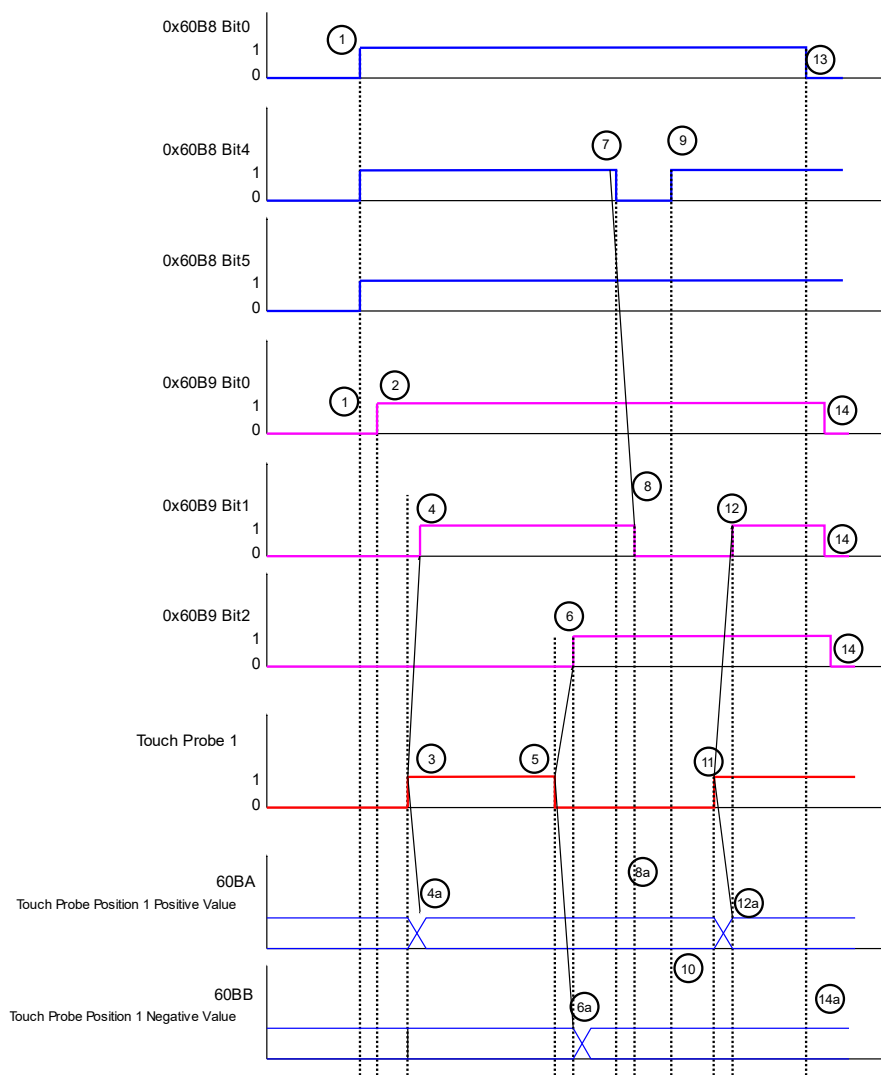 0x60B8 Bit0
1
1
0
13
0x60B8 Bit4
7
9
1
0
0x60B8 Bit5
1
0
0x60B9 Bit0
2
1
1
14
0
0x60B9 Bit1
4
8
12
1
0
14
0x60B9 Bit2
6
1
0
14
Touch Probe 1
3
5
11
1
0
60BA
8a
4a
12a
Touch Probe Position 1 Positive Value
10
60BB
6a
14a
Touch Probe Position 1 Negative Value